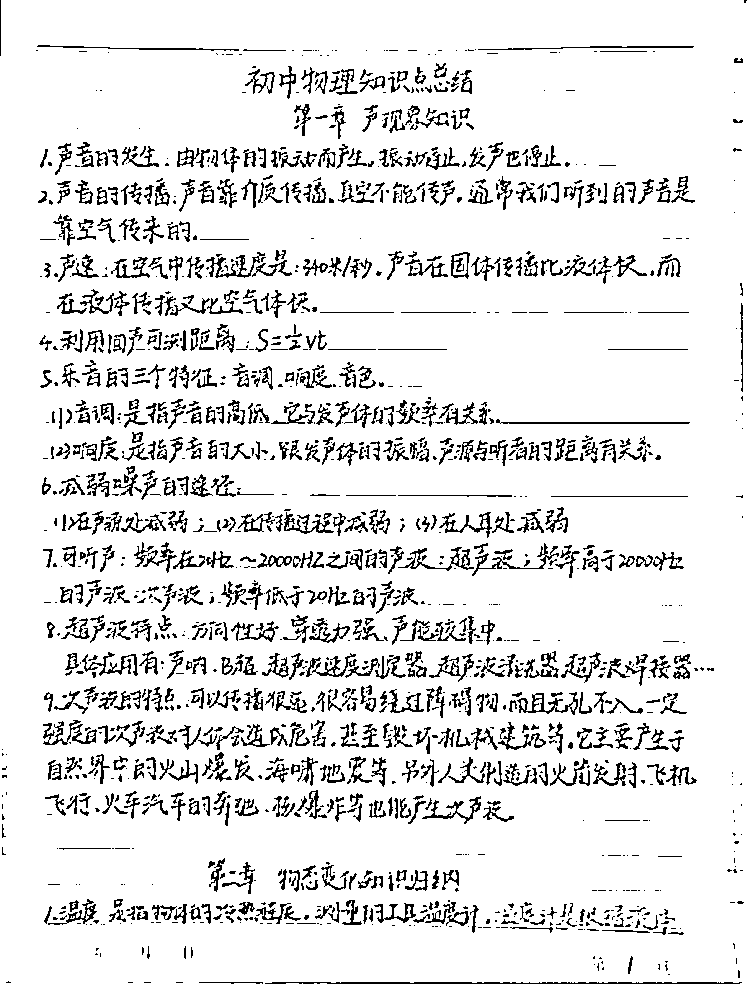 初中物理知识点总结
第一章 声现象知识
1.声音的发生：由物体的振动而产生，振动停止，发声也停止。
2.声音的传播：声音靠介质传播。真空不能传声。通常我们听到的声音是
靠空气传来的。
3.声速：在空气中传播速度是：340米/秒。声音在固体传播比液体快，而
在液体传播又比空气体快。
4.利用回声可测距离：S=½vt
5.乐音的三个特征：音调、响度、音色。
(1)音调：是指声音的高低，它与发声体的频率有关系。
(2)响度：是指声音的大小，跟发声体的振幅、声源与听者的距离有关系。
6.减弱噪声的途径：
(1)在声源处减弱；(2)在传播过程中减弱；(3)在人耳处减弱
7.可听声：频率在20Hz～20000HZ之间的声波：超声波；频率高于20000Hz
的声波：次声波；频率低于20Hz的声波。
8.超声波特点：方向性好、穿透力强、声能较集中。
具体应用有：声呐、B超、超声波速度测定器、超声波清洗器、超声波焊接器…
9.次声波的特点：可以传播很远，很容易绕过障碍物，而且无孔不入。一定
强度的次声波对人体会造成危害，甚至毁坏机械建筑等。它主要产生于
自然界中的火山爆发、海啸地震等，另外人类制造的火箭发射、飞机
飞行、火车汽车的奔驰、核爆炸等也能产生次声波。
第二章 物态变化知识归纳
1.温度：是指物体的冷热程度。测量的工具温度计，温度计是根据液体
第 1 页